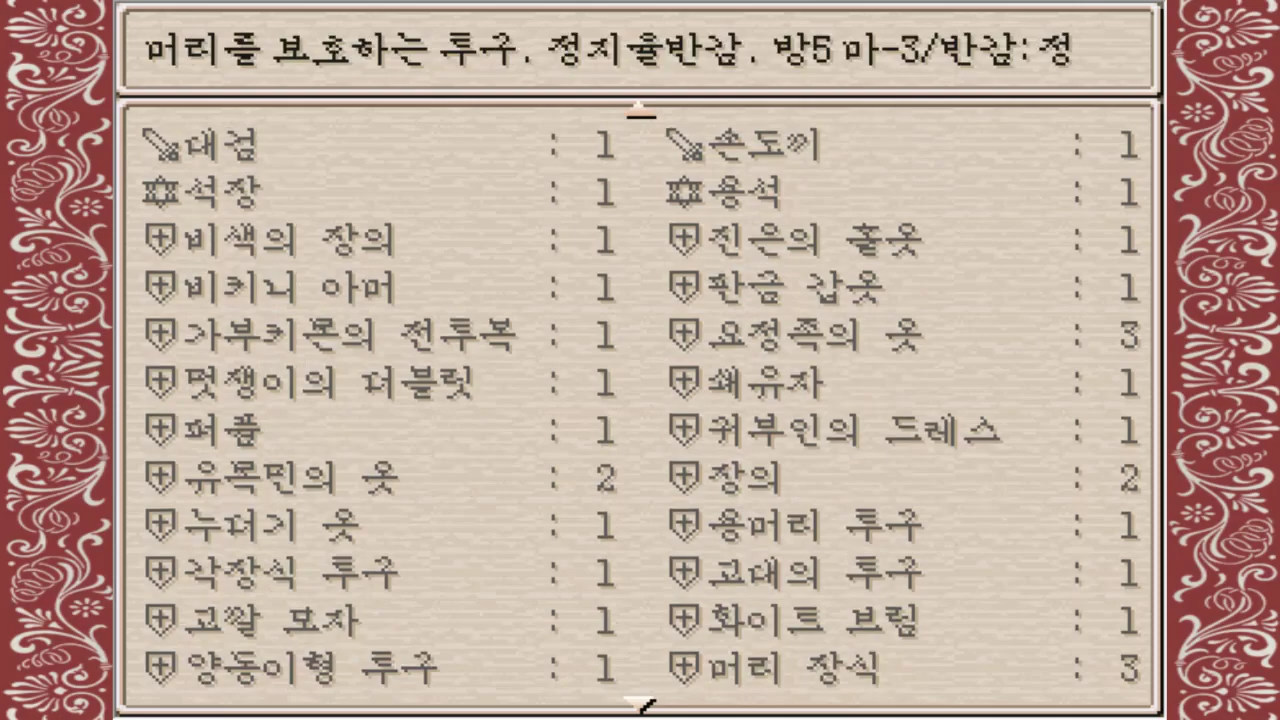 머리를 보호하는 투구. 정지율반감. 방5 마-3/반감:정
대검 : 1 손도끼 : 1
석장 : 1 용석 : 1
비색의 장의 : 1 진은의 홑옷 : 1
비키니 아머 : 1 판금 갑옷 : 1
가부키몬의 전투복 : 1 요정족의 옷 : 3
멋쟁이의 더블릿 : 1 쇄유자 : 1
퍼플 : 1 귀부인의 드레스 : 1
유목민의 옷 : 2 장의 : 2
누더기 옷 : 1 용머리 투구 : 1
각장식 투구 : 1 고대의 투구 : 1
고깔 모자 : 1 화이트 브림 : 1
양동이형 투구 : 1 머리 장식 : 3